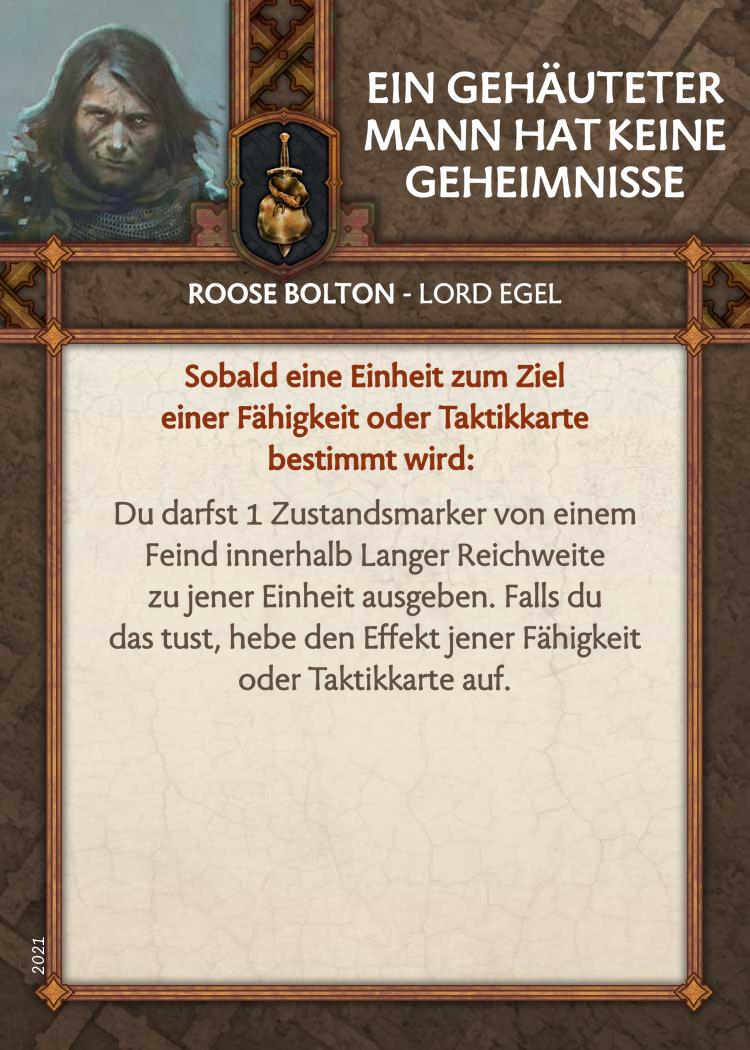 EIN GEHÄUTETER
MANN HAT KEINE
GEHEIMNISSE
ROOSE BOLTON - LORD EGEL
Sobald eine Einheit zum Ziel
einer Fähigkeit oder Taktikkarte
bestimmt wird:
Du darfst 1 Zustandsmarker von einem
Feind innerhalb Langer Reichweite
zu jener Einheit ausgeben. Falls du
das tust, hebe den Effekt jener Fähigkeit
oder Taktikkarte auf.
2021